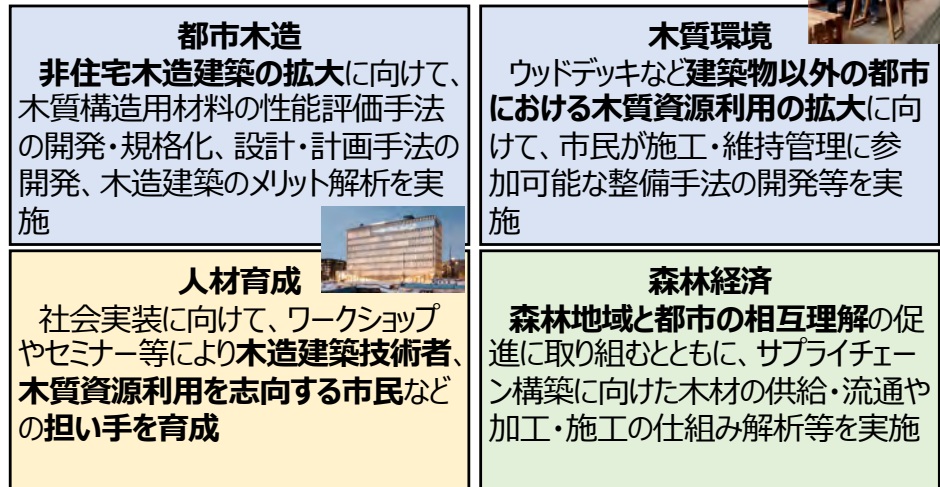 都市木造
非住宅木造建築の拡大に向けて、
木質構造用材料の性能評価手法
の開発・規格化、設計・計画手法の
開発、木造建築のメリット解析を実
施
木質環境
ウッドデッキなど建築物以外の都市
における木質資源利用の拡大に向
けて、市民が施工・維持管理に参
加可能な整備手法の開発等を実
施
人材育成
社会実装に向けて、ワークショップ
やセミナー等により木造建築技術者、
木質資源利用を志向する市民など
の担い手を育成
森林経済
森林地域と都市の相互理解の促
進に取り組むとともに、サプライチェー
ン構築に向けた木材の供給・流通や
加工・施工の仕組み解析等を実施